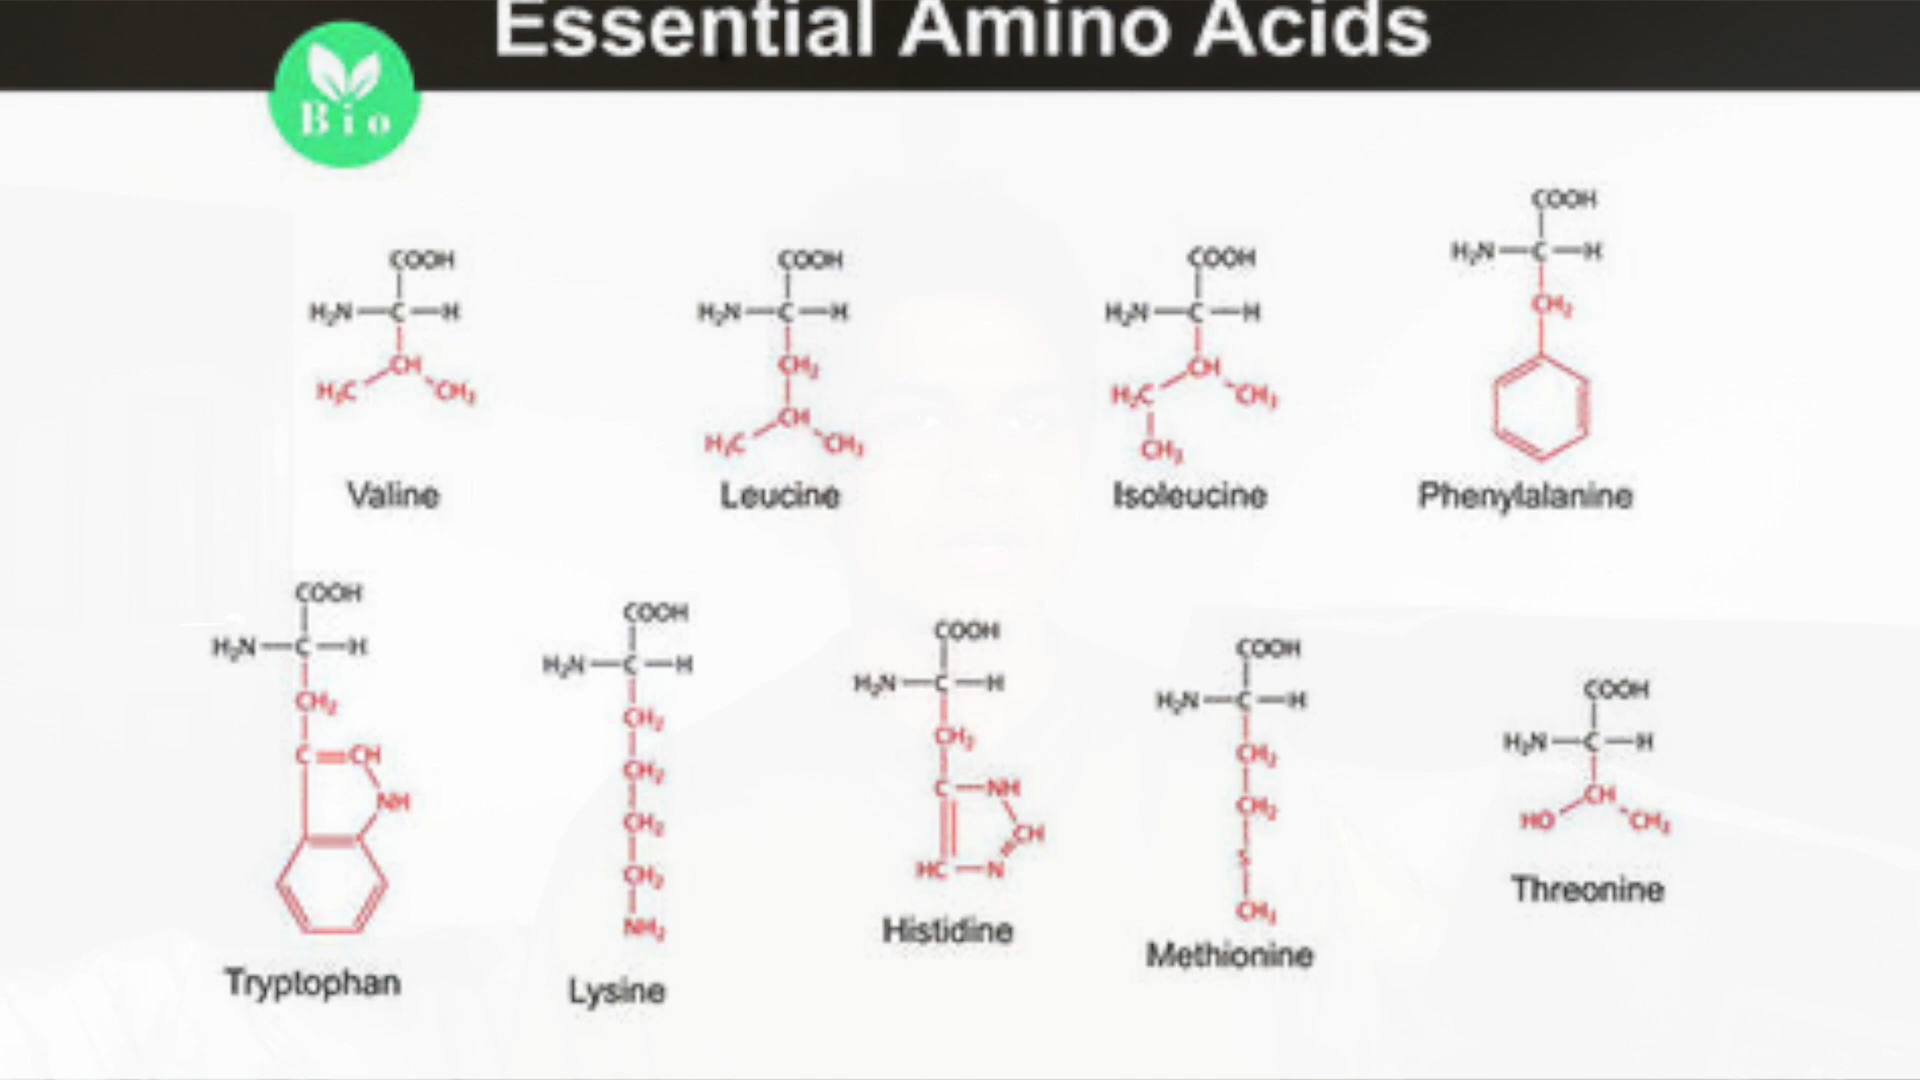 Essential Amino Acids
Bio
COOH
H₂N—C—H
CH
H₃C CH₃
Valine
COOH
H₂N—C—H
CH₂
CH
H₃C CH₃
Leucine
COOH
H₂N—C—H
CH
H₂C CH₃
CH₃
Isoleucine
COOH
H₂N—C—H
CH₂
Phenylalanine
COOH
H₂N—C—H
CH₂
C=CH
NH
Tryptophan
COOH
H₂N—C—H
CH₂
CH₂
CH₂
CH₂
NH₂
Lysine
COOH
H₂N—C—H
CH₂
C—NH
CH
HC—N
Histidine
COOH
H₂N—C—H
CH₂
CH₂
S
CH₃
Methionine
COOH
H₂N—C—H
CH
HO CH₃
Threonine